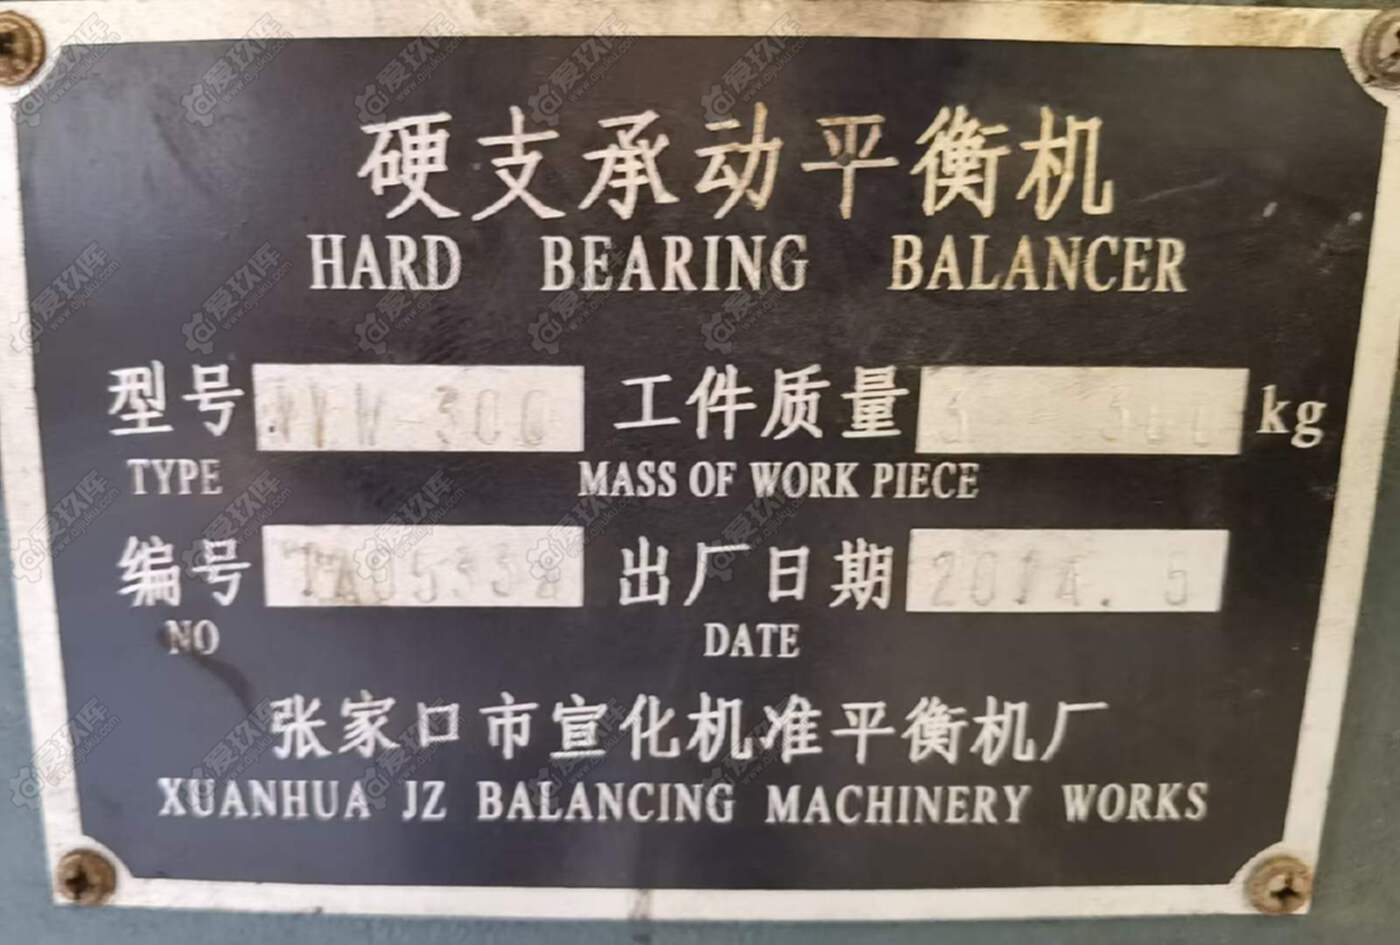 硬支承动平衡机
HARD BEARING BALANCER
型号 工件质量 kg
TYPE MASS OF WORK PIECE
编号 出厂日期 2014. 5
NO DATE
张家口市宣化机准平衡机厂
XUANHUA JZ BALANCING MACHINERY WORKS